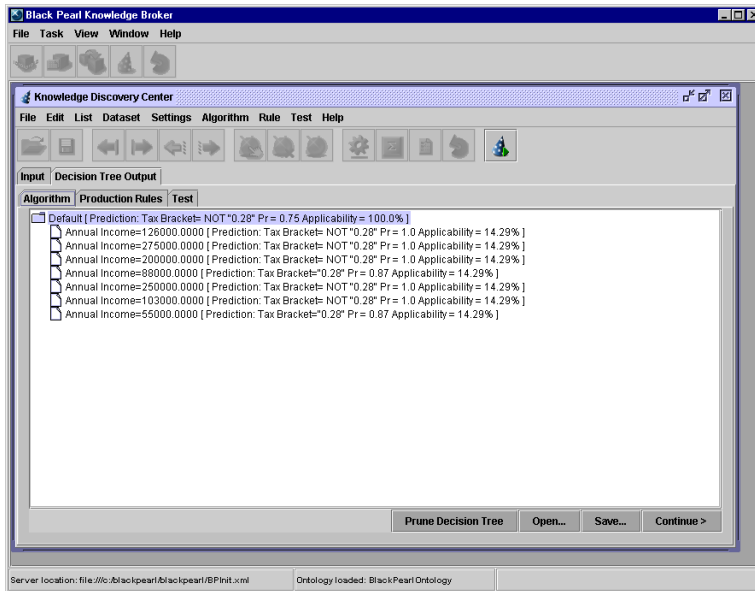 Black Pearl Knowledge Broker
File Task View Window Help
Knowledge Discovery Center
File Edit List Dataset Settings Algorithm Rule Test Help
Input Decision Tree Output
Algorithm Production Rules Test
Default [ Prediction: Tax Bracket= NOT "0.28" Pr = 0.75 Applicability = 100.0% ]
Annual Income=126000.0000 [ Prediction: Tax Bracket= NOT "0.28" Pr = 1.0 Applicability = 14.29% ]
Annual Income=275000.0000 [ Prediction: Tax Bracket= NOT "0.28" Pr = 1.0 Applicability = 14.29% ]
Annual Income=200000.0000 [ Prediction: Tax Bracket= NOT "0.28" Pr = 1.0 Applicability = 14.29% ]
Annual Income=88000.0000 [ Prediction: Tax Bracket="0.28" Pr = 0.87 Applicability = 14.29% ]
Annual Income=250000.0000 [ Prediction: Tax Bracket= NOT "0.28" Pr = 1.0 Applicability = 14.29% ]
Annual Income=103000.0000 [ Prediction: Tax Bracket= NOT "0.28" Pr = 1.0 Applicability = 14.29% ]
Annual Income=55000.0000 [ Prediction: Tax Bracket="0.28" Pr = 0.87 Applicability = 14.29% ]
Prune Decision Tree Open... Save... Continue >
Server location: file:///c:/blackpearl/blackpearl/BPInit.xml Ontology loaded: BlackPearlOntology